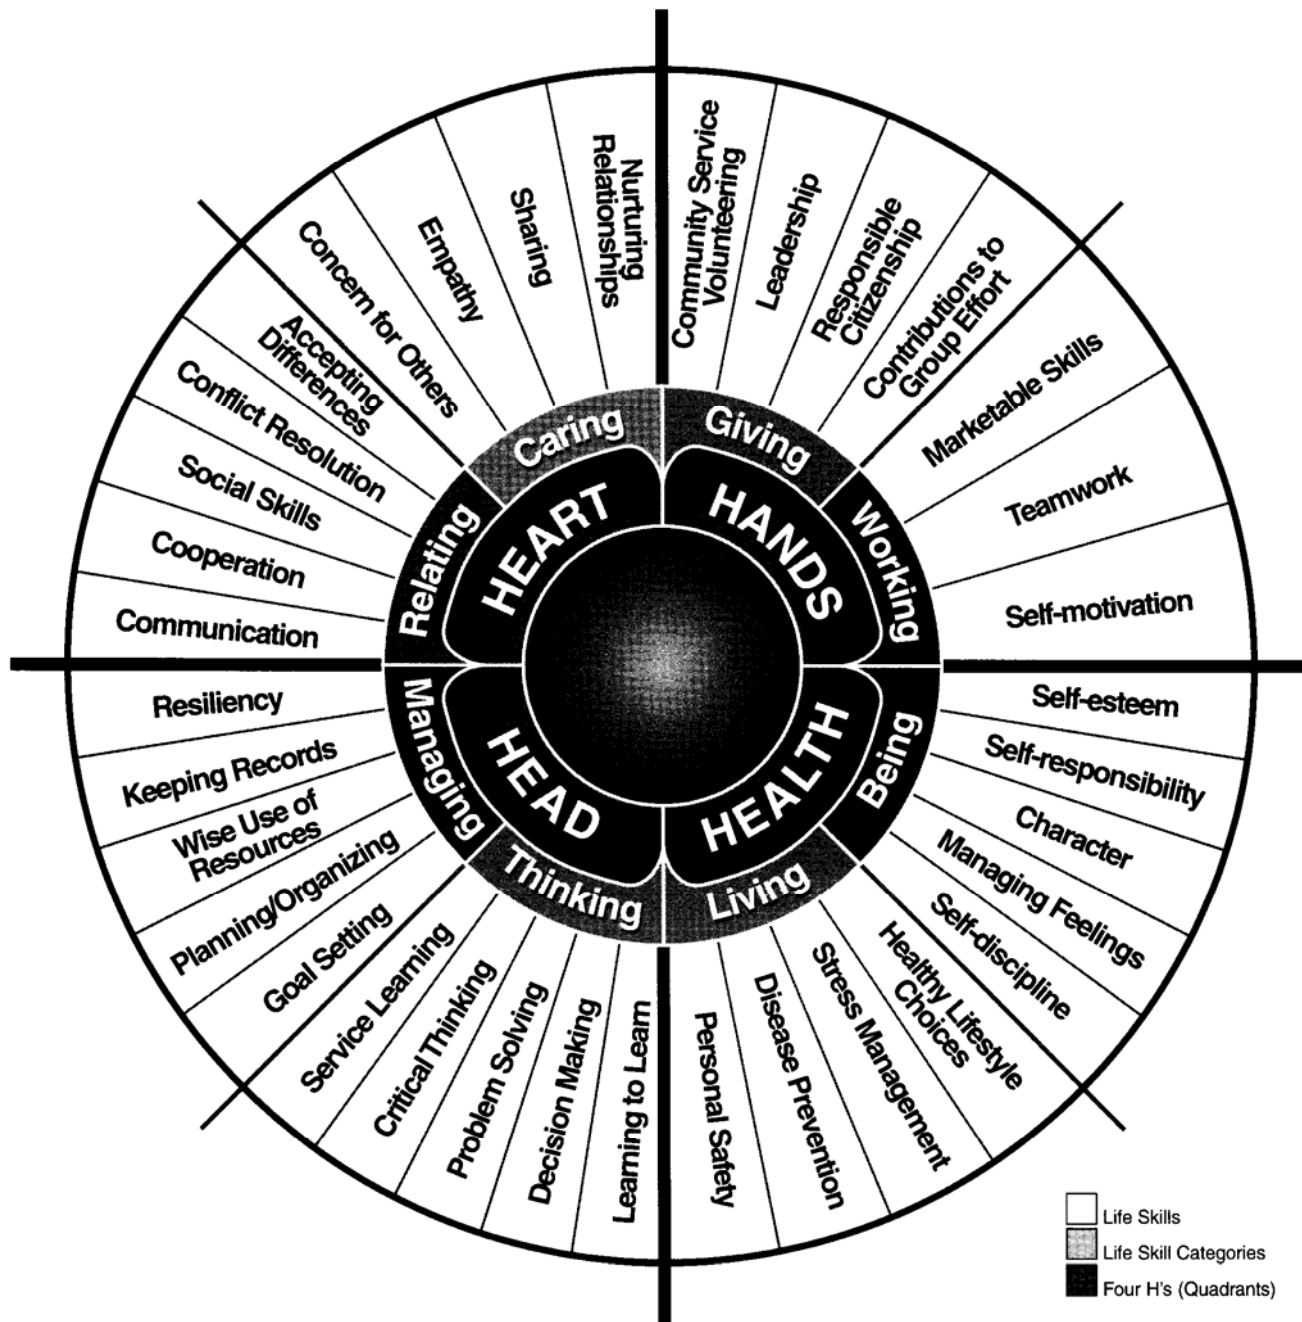 Nurturing
Relationships
Sharing
Empathy
Concern for Others
Accepting
Differences
Conflict Resolution
Social Skills
Cooperation
Communication
Community Service
Volunteering
Leadership
Responsible
Citizenship
Contributions to
Group Effort
Marketable Skills
Teamwork
Self-motivation
Caring
Giving
Relating
HEART
HANDS
Working
Managing
HEAD
HEALTH
Being
Thinking
Living
Resiliency
Keeping Records
Wise Use of
Resources
Planning/Organizing
Goal Setting
Service Learning
Critical Thinking
Problem Solving
Decision Making
Learning to Learn
Self-esteem
Self-responsibility
Character
Managing Feelings
Self-discipline
Healthy Lifestyle
Choices
Stress Management
Disease Prevention
Personal Safety
Life Skills
Life Skill Categories
Four H's (Quadrants)